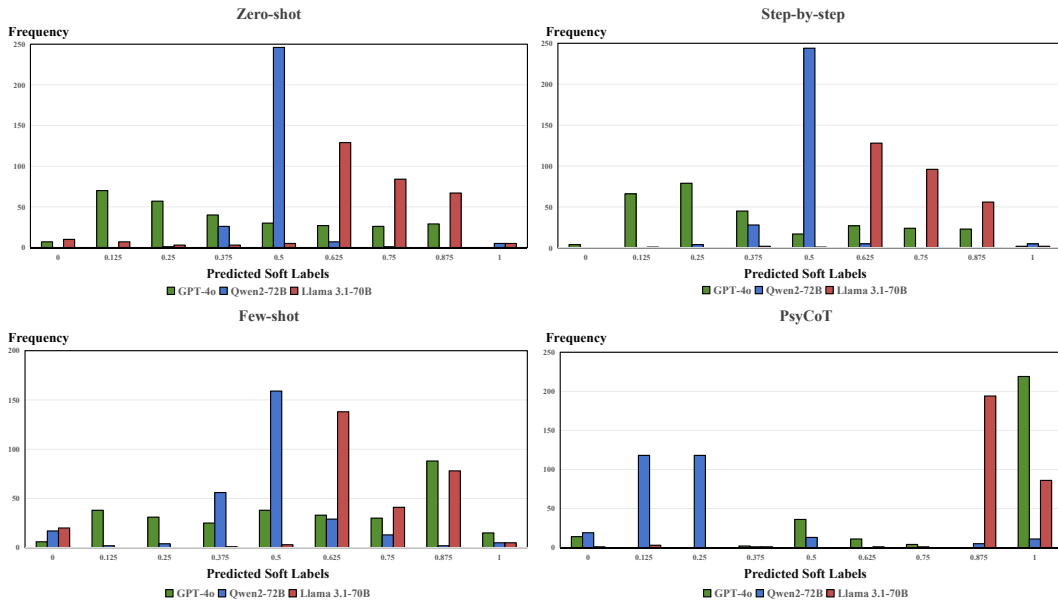 Zero-shot
Frequency
250
200
150
100
50
0
0 0.125 0.25 0.375 0.5 0.625 0.75 0.875 1
Predicted Soft Labels
GPT-4o Qwen2-72B Llama 3.1-70B
Step-by-step
Frequency
250
200
150
100
50
0
0 0.125 0.25 0.375 0.5 0.625 0.75 0.875 1
Predicted Soft Labels
GPT-4o Qwen2-72B Llama 3.1-70B
Few-shot
Frequency
200
150
100
50
0
0 0.125 0.25 0.375 0.5 0.625 0.75 0.875 1
Predicted Soft Labels
GPT-4o Qwen2-72B Llama 3.1-70B
PsyCoT
Frequency
250
200
150
100
50
0
0 0.125 0.25 0.375 0.5 0.625 0.75 0.875 1
Predicted Soft Labels
GPT-4o Qwen2-72B Llama 3.1-70B